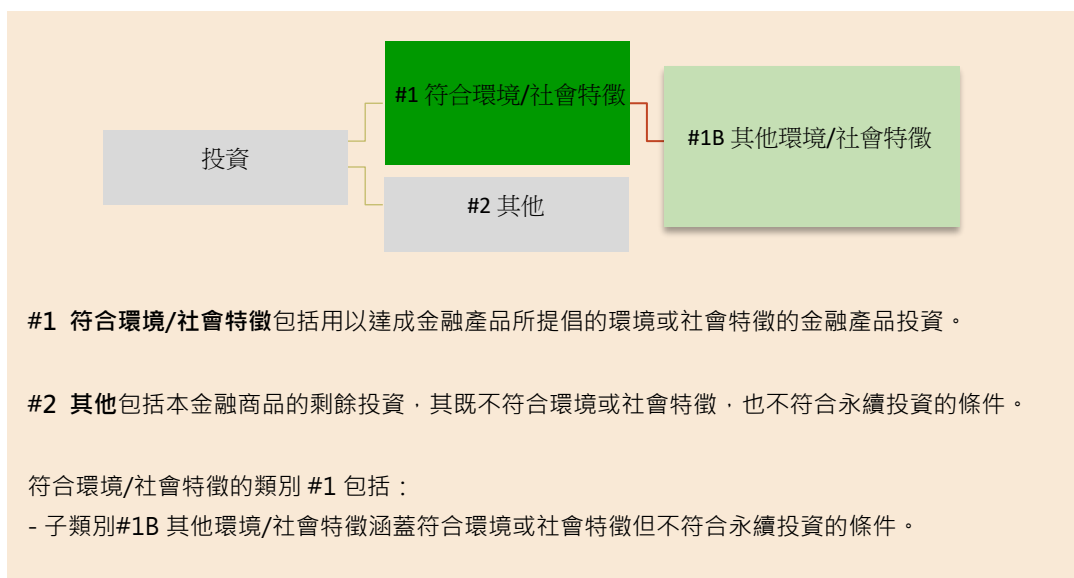 #1 符合環境/社會特徵
#1B 其他環境/社會特徵
投資
#2 其他
#1 符合環境/社會特徵包括用以達成金融產品所提倡的環境或社會特徵的金融產品投資。
#2 其他包括本金融商品的剩餘投資，其既不符合環境或社會特徵，也不符合永續投資的條件。
符合環境/社會特徵的類別 #1 包括：
- 子類別#1B 其他環境/社會特徵涵蓋符合環境或社會特徵但不符合永續投資的條件。